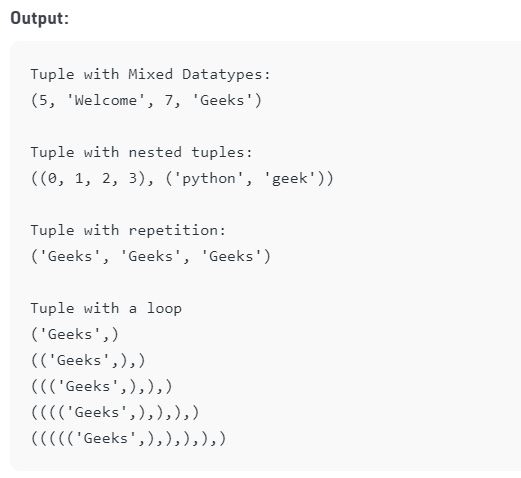 Output:
Tuple with Mixed Datatypes:
(5, 'Welcome', 7, 'Geeks')
Tuple with nested tuples:
((0, 1, 2, 3), ('python', 'geek'))
Tuple with repetition:
('Geeks', 'Geeks', 'Geeks')
Tuple with a loop
('Geeks',)
(('Geeks',),)
((('Geeks',),),)
(((('Geeks',),),),)
((((('Geeks',),),),),)